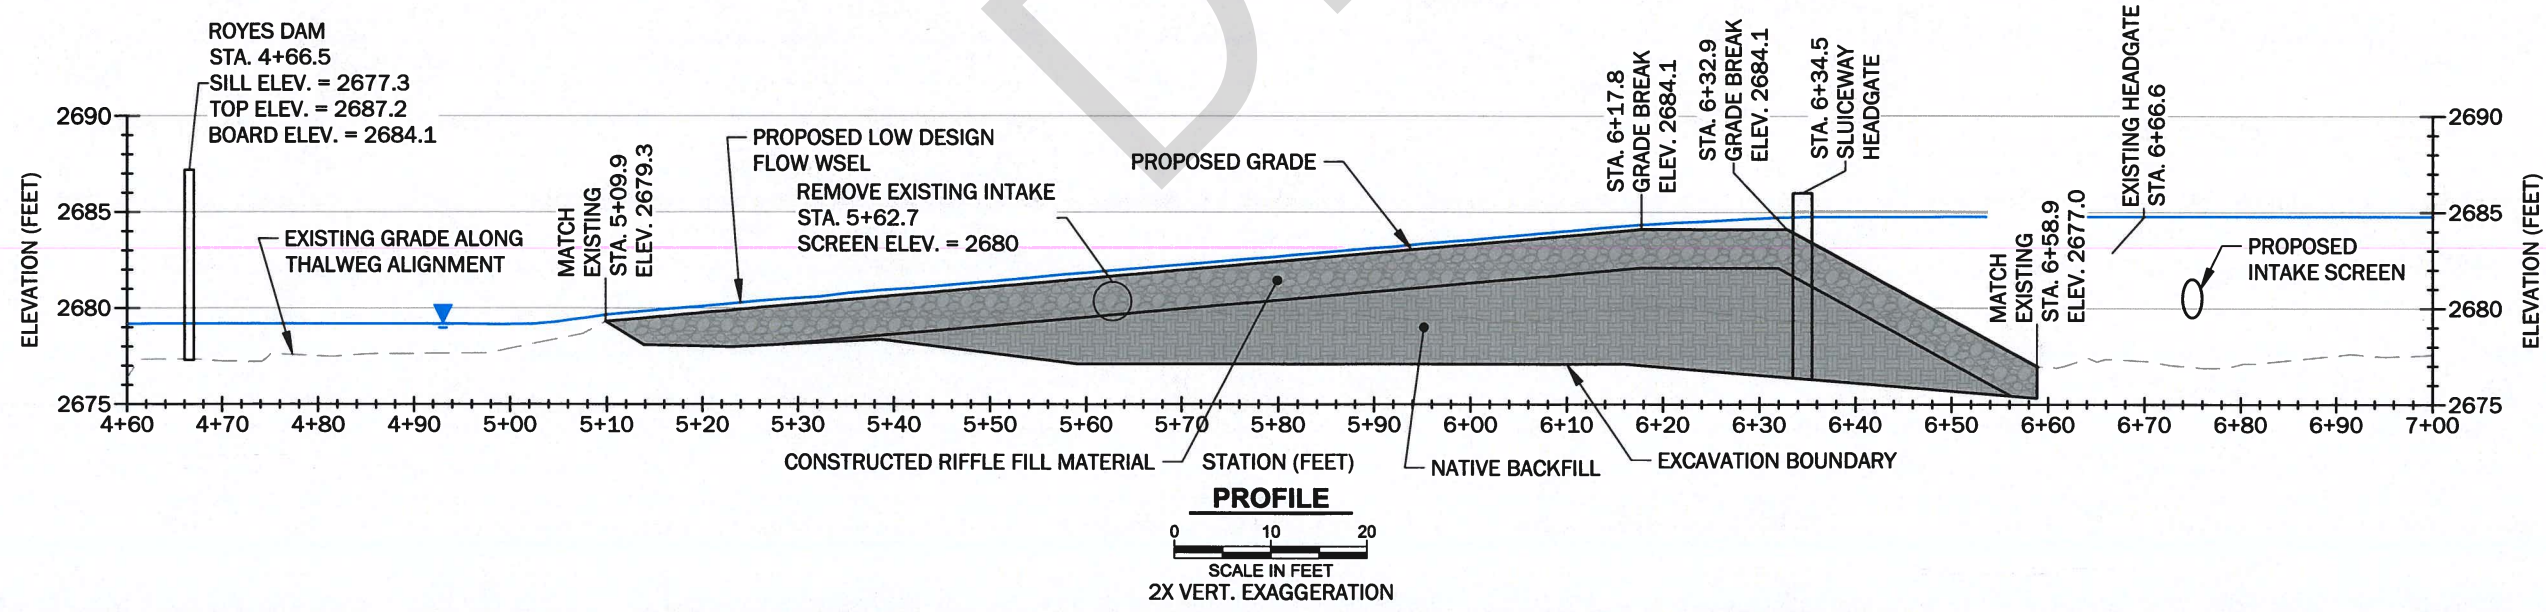 ROYES DAM
STA. 4+66.5
SILL ELEV. = 2677.3
TOP ELEV. = 2687.2
BOARD ELEV. = 2684.1
PROPOSED LOW DESIGN
FLOW WSEL
REMOVE EXISTING INTAKE
STA. 5+62.7
SCREEN ELEV. = 2680
PROPOSED GRADE
STA. 6+17.8
GRADE BREAK
ELEV. 2684.1
STA. 6+32.9
GRADE BREAK
ELEV. 2684.1
STA. 6+34.5
SLUICEWAY
HEADGATE
EXISTING HEADGATE
STA. 6+66.6
EXISTING GRADE ALONG
THALWEG ALIGNMENT
MATCH
EXISTING
STA. 5+09.9
ELEV. 2679.3
MATCH
EXISTING
STA. 6+58.9
ELEV. 2677.0
PROPOSED
INTAKE SCREEN
ELEVATION (FEET)
2690
2685
2680
2675
2690
2685
2680
2675
ELEVATION (FEET)
4+60 4+70 4+80 4+90 5+00 5+10 5+20 5+30 5+40 5+50 5+60 5+70 5+80 5+90 6+00 6+10 6+20 6+30 6+40 6+50 6+60 6+70 6+80 6+90 7+00
CONSTRUCTED RIFFLE FILL MATERIAL
STATION (FEET)
NATIVE BACKFILL
EXCAVATION BOUNDARY
PROFILE
0 10 20
SCALE IN FEET
2X VERT. EXAGGERATION